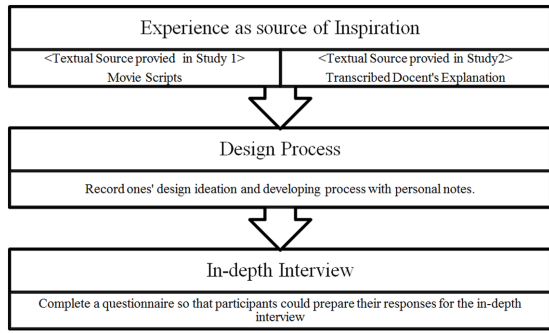 Experience as source of Inspiration
<Textual Source provied in Study 1>
Movie Scripts
<Textual Source provied in Study2>
Transcribed Docent's Explanation
Design Process
Record ones' design ideation and developing process with personal notes.
In-depth Interview
Complete a questionnaire so that participants could prepare their responses for the in-depth
interview